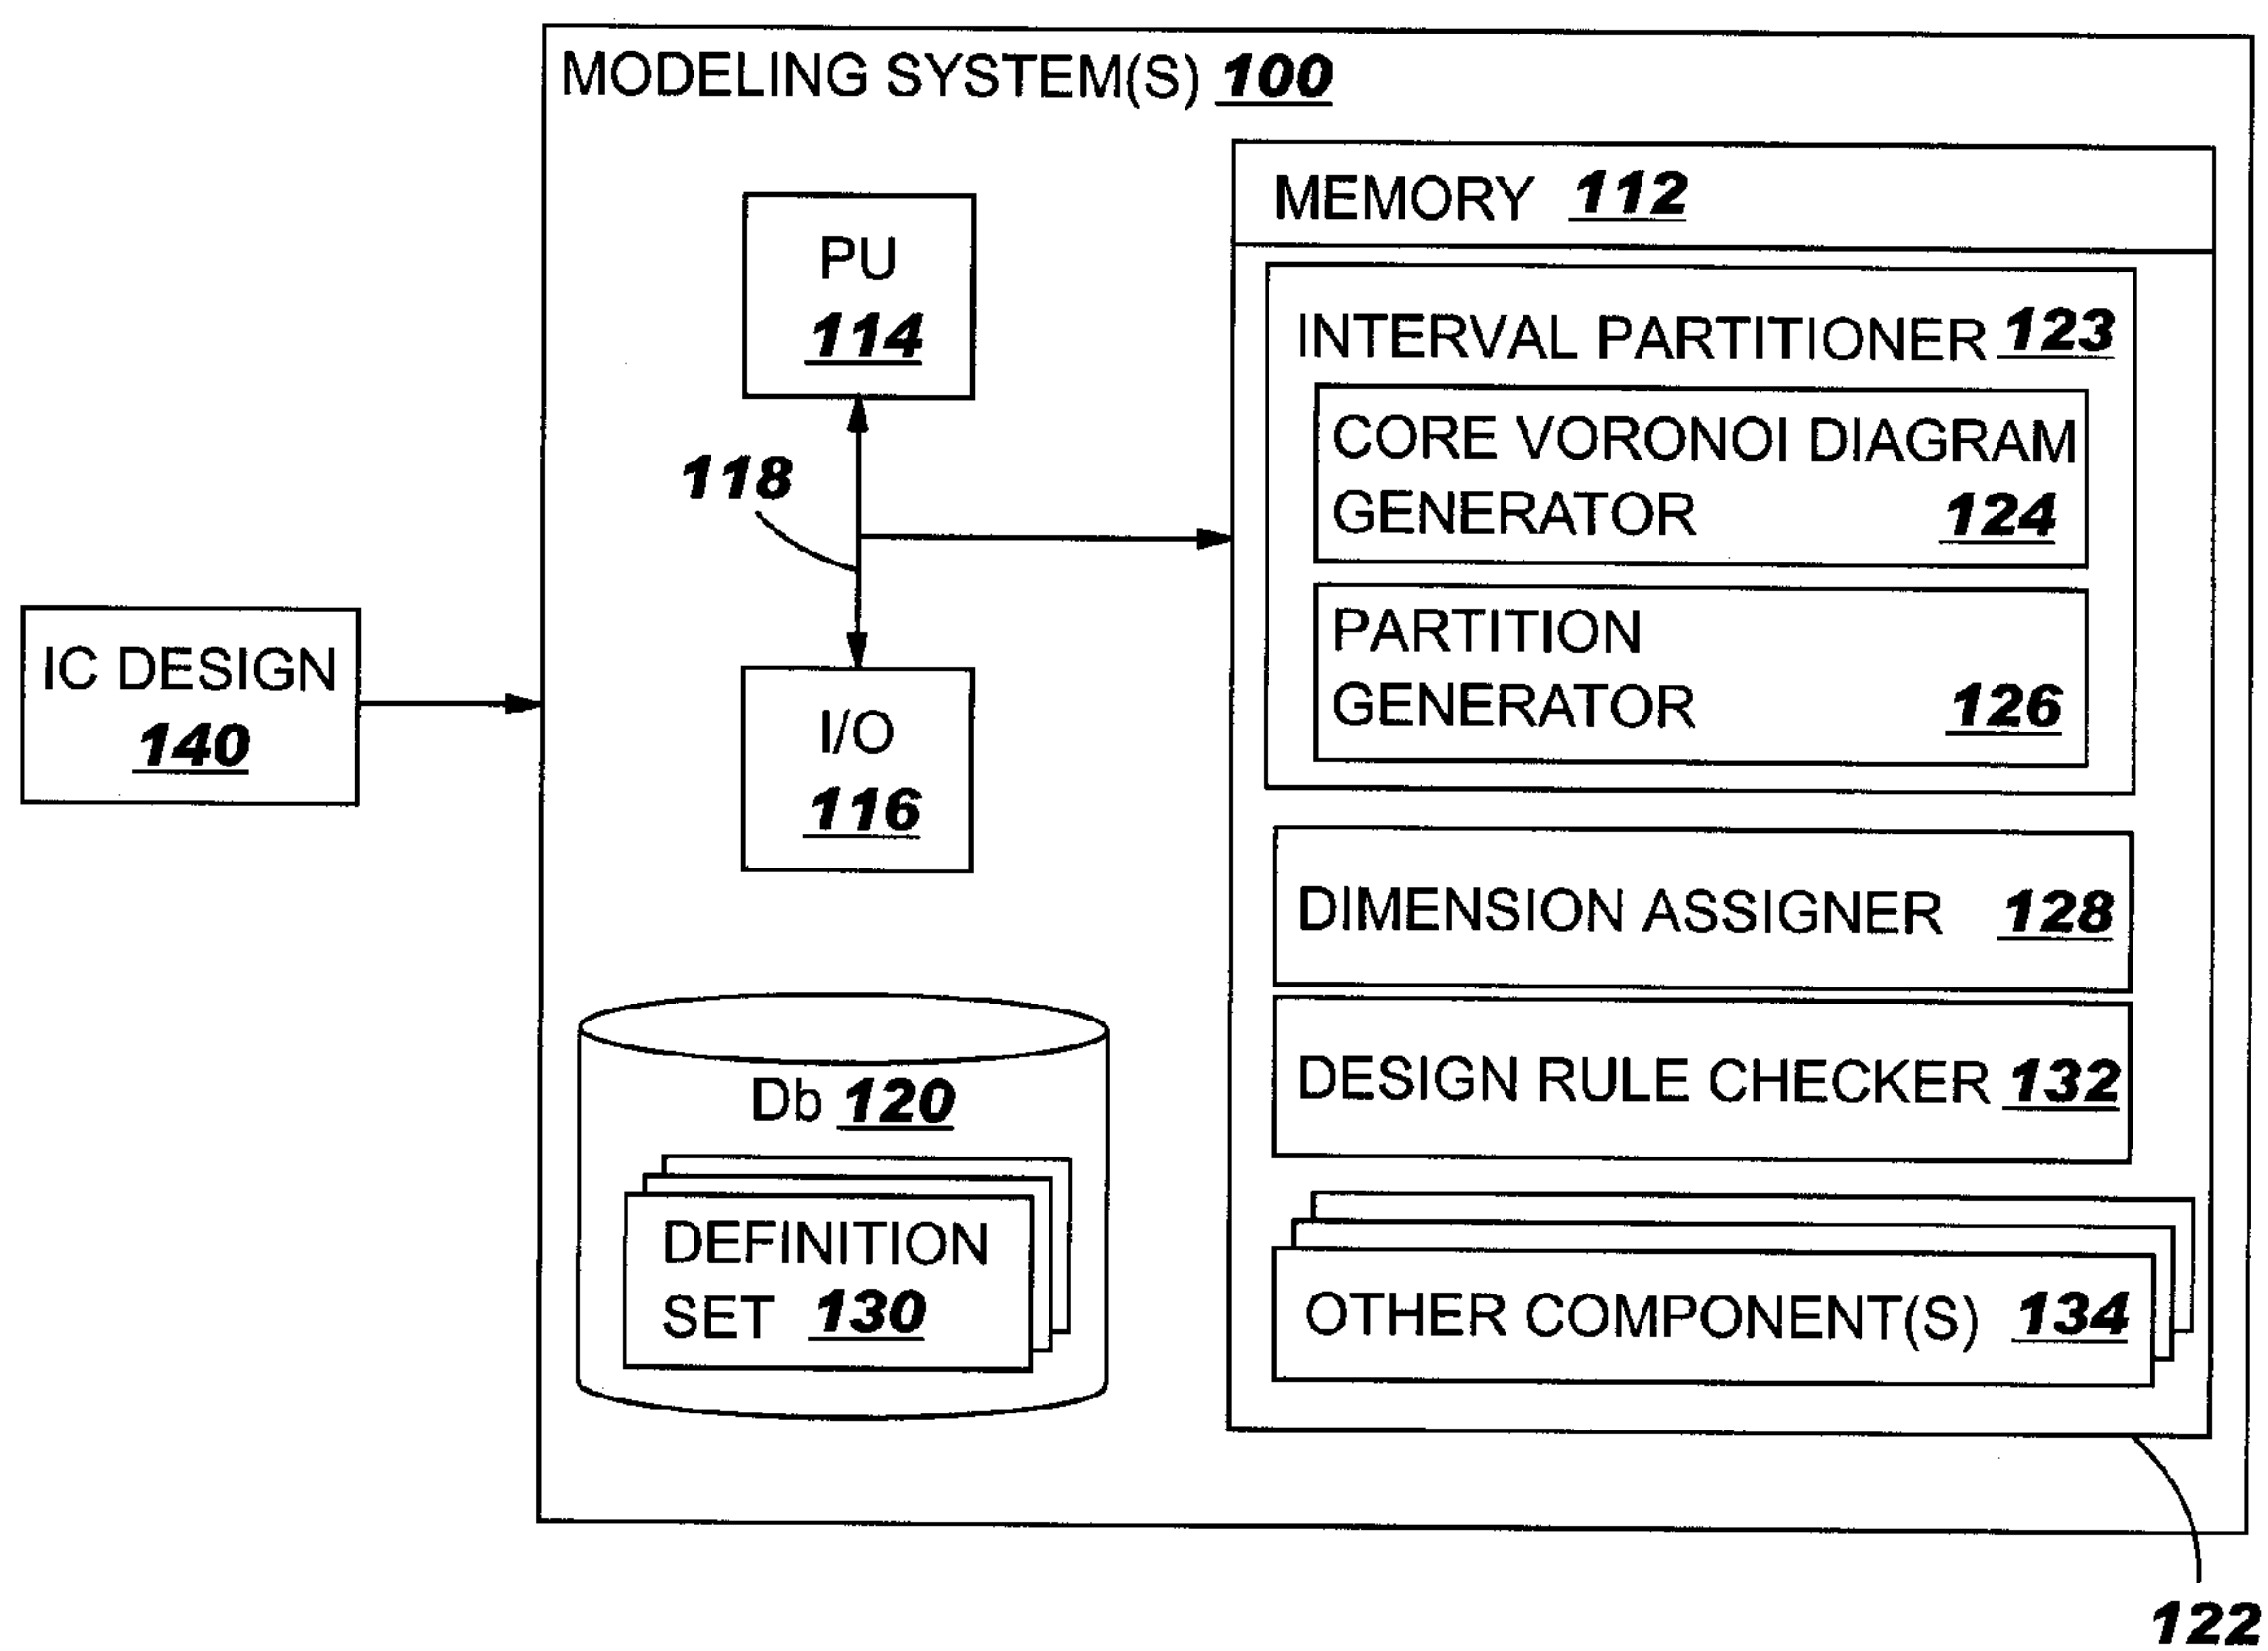 MODELING SYSTEM(S) 100
MEMORY 112
PU
114
INTERVAL PARTITIONER 123
CORE VORONOI DIAGRAM
GENERATOR 124
118
PARTITION
GENERATOR 126
IC DESIGN
140
I/O
116
DIMENSION ASSIGNER 128
DESIGN RULE CHECKER 132
Db 120
DEFINITION
SET 130
OTHER COMPONENT(S) 134
122